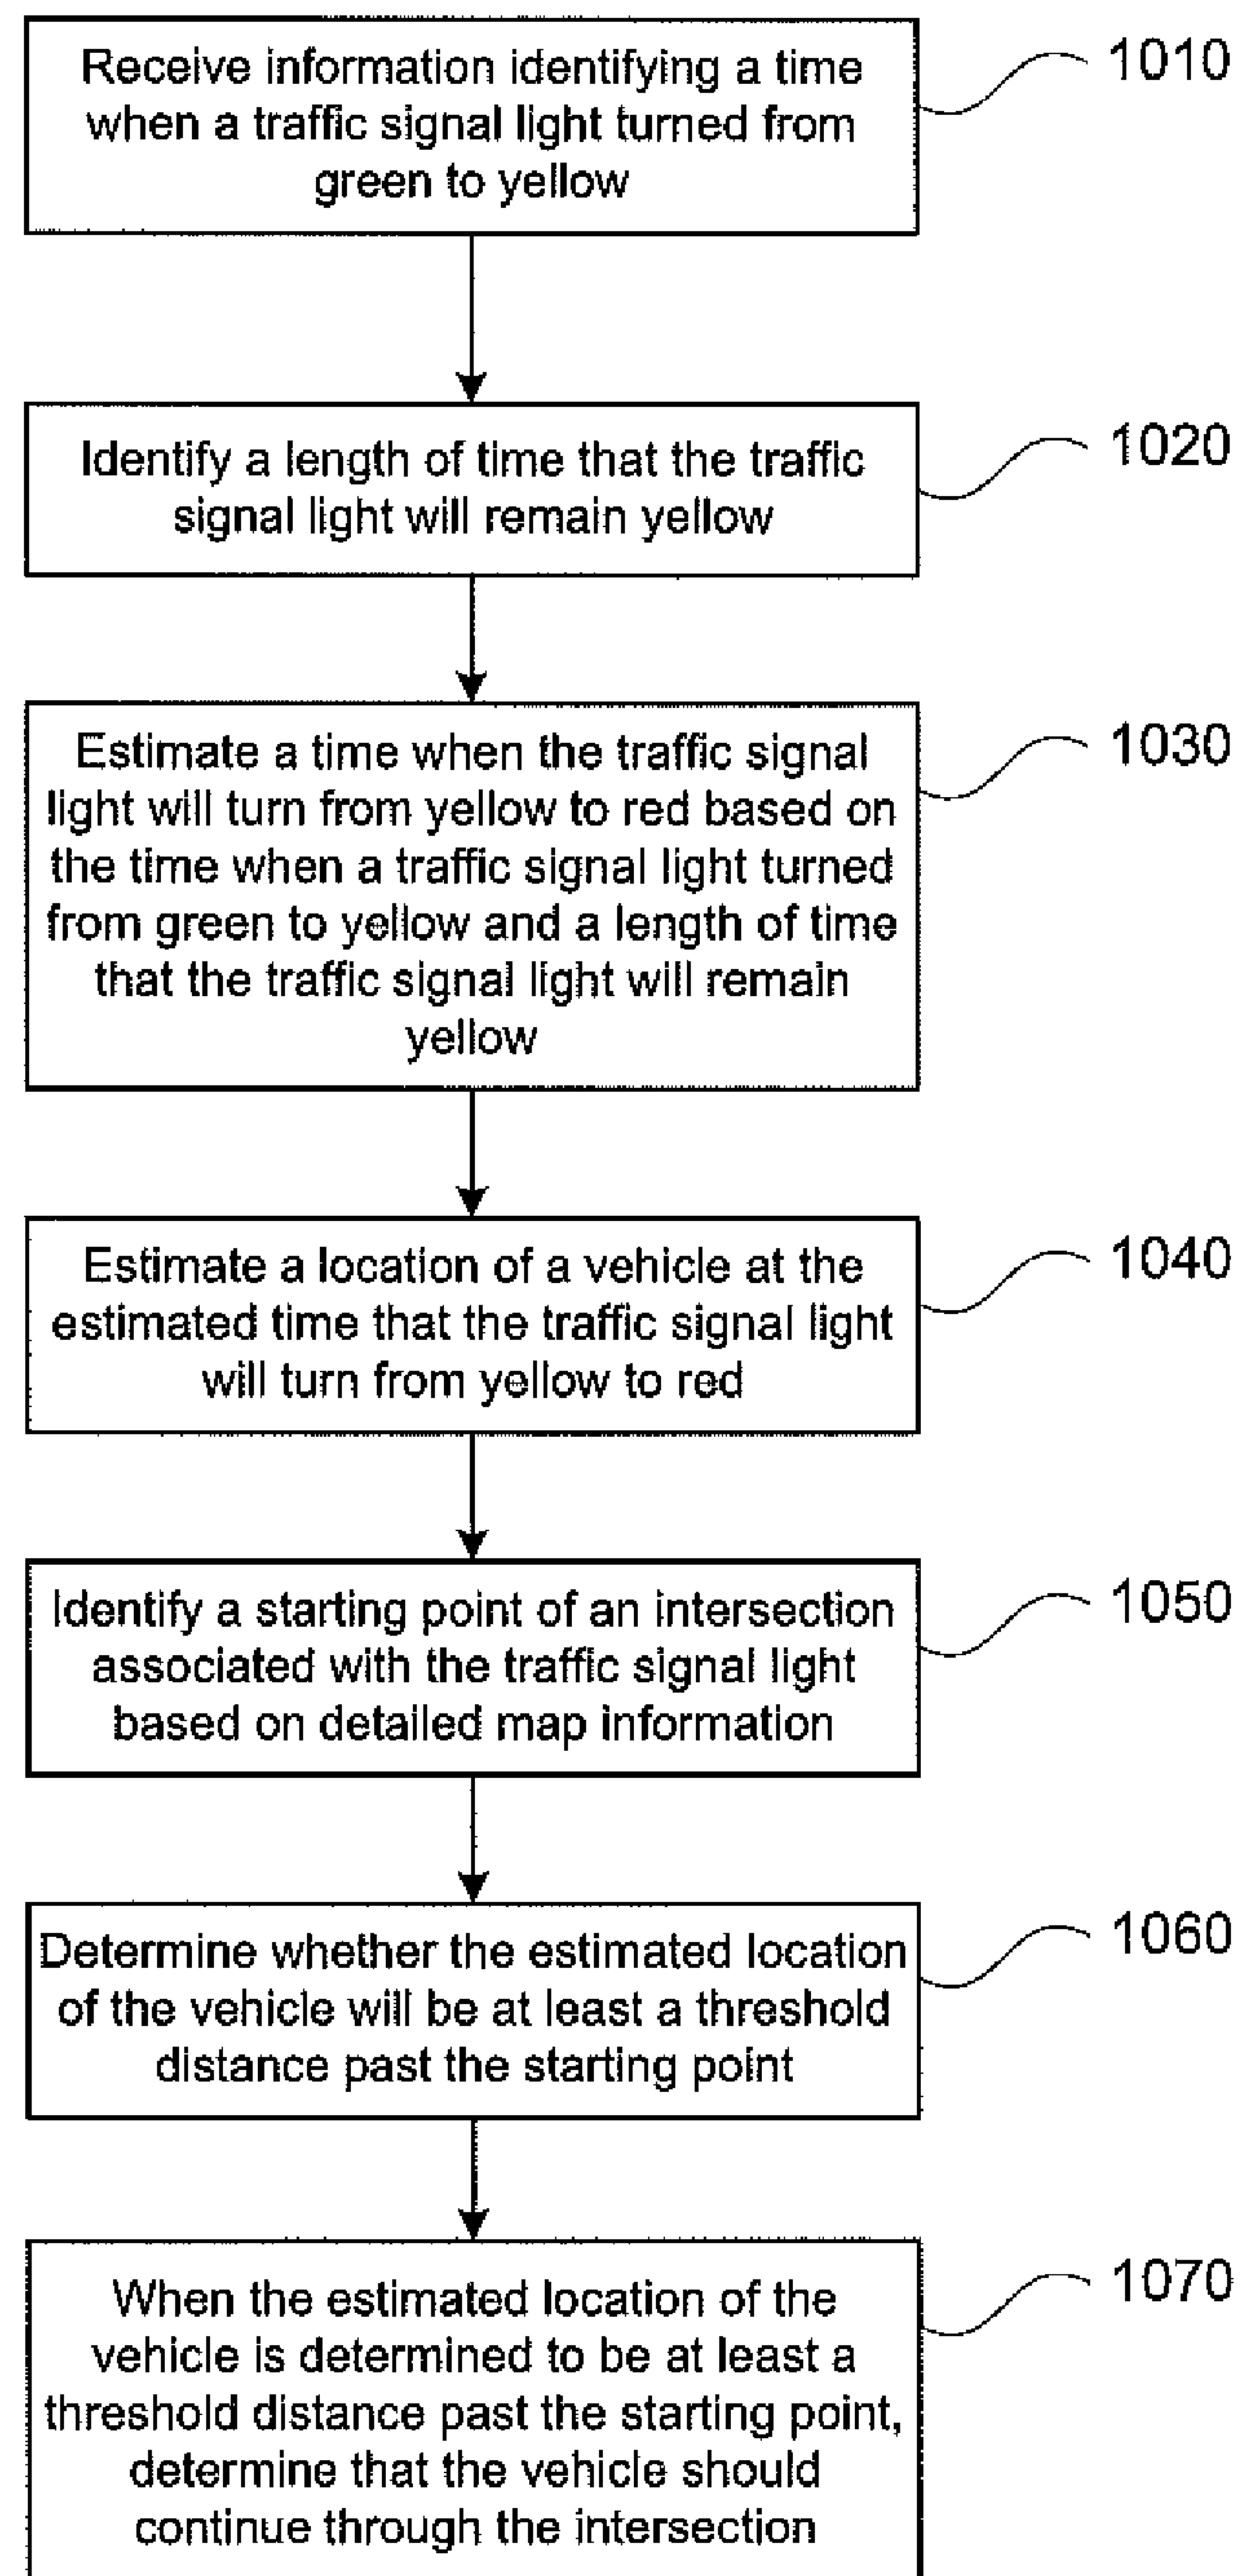 Receive information identifying a time
when a traffic signal light turned from
green to yellow
1010
Identify a length of time that the traffic
signal light will remain yellow
1020
Estimate a time when the traffic signal
light will turn from yellow to red based on
the time when a traffic signal light turned
from green to yellow and a length of time
that the traffic signal light will remain
yellow
1030
Estimate a location of a vehicle at the
estimated time that the traffic signal light
will turn from yellow to red
1040
Identify a starting point of an intersection
associated with the traffic signal light
based on detailed map information
1050
Determine whether the estimated location
of the vehicle will be at least a threshold
distance past the starting point
1060
When the estimated location of the
vehicle is determined to be at least a
threshold distance past the starting point,
determine that the vehicle should
continue through the intersection
1070